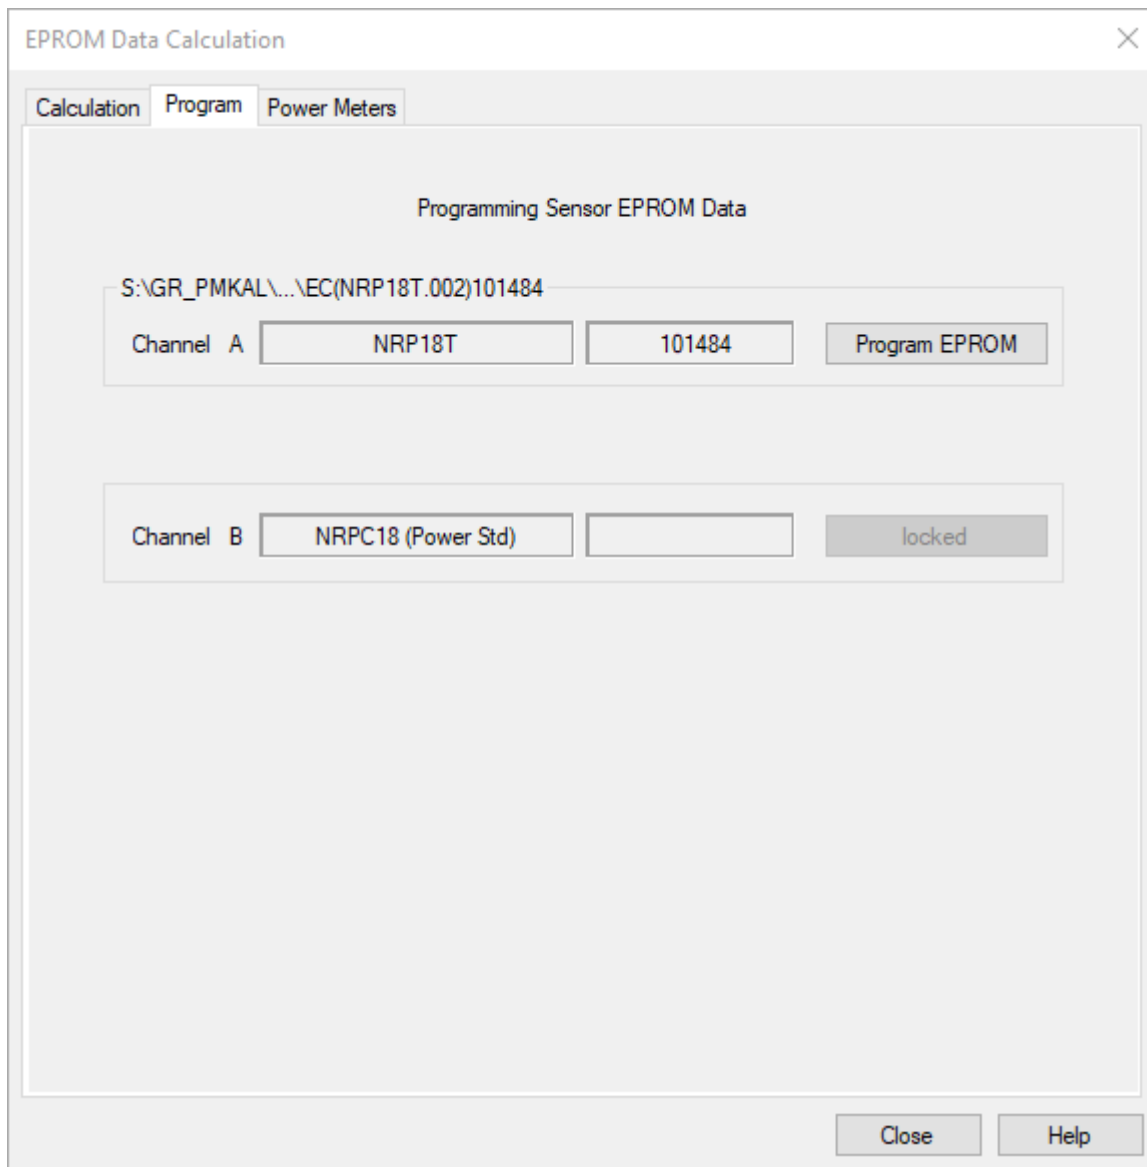 EPROM Data Calculation
Calculation Program Power Meters
Programming Sensor EPROM Data
S:\GR_PMKAL\...\EC(NRP18T.002)101484
Channel A NRP18T 101484 Program EPROM
Channel B NRPC18 (Power Std) locked
Close Help